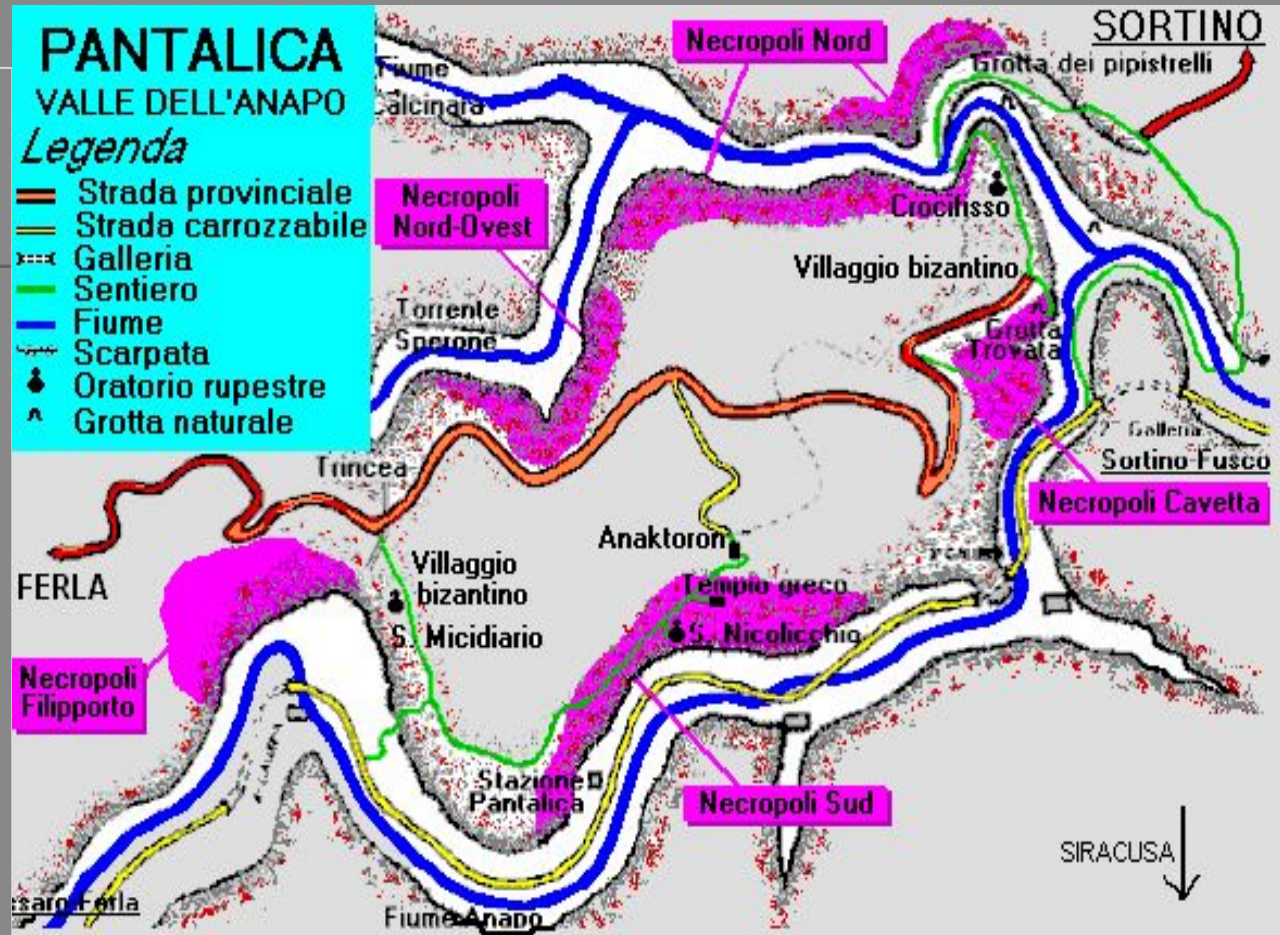 PANTALICA
VALLE DELL'ANAPO
Legenda
Strada provinciale
Strada carrozzabile
Galleria
Sentiero
Fiume
Scarpata
Oratorio rupestre
Grotta naturale
Fiume
Calcinara
Necropoli Nord
SORTINO
Grotta dei pipistrelli
Necropoli
Nord-Ovest
Crocifisso
Villaggio bizantino
Torrente
Sperone
Grotta
Trovata
Trincea
2^ Galleria
Sortino Fusco
Necropoli Cavetta
Anaktoron
FERLA
Villaggio
bizantino
S. Micidiario
Tempio greco
S. Nicolicchio
Necropoli
Filipporto
Stazione
Pantalica
Necropoli Sud
SIRACUSA
ssaro Ferla
Fiume Anapo